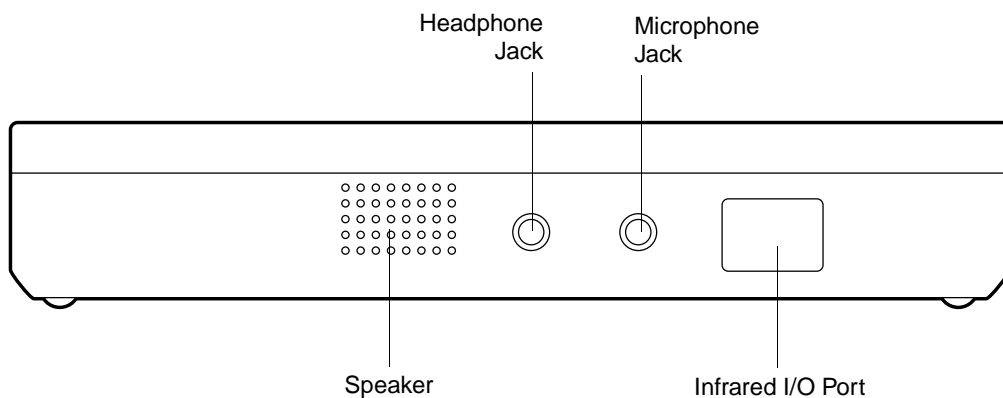 Headphone
Jack
Microphone
Jack
Speaker
Infrared I/O Port